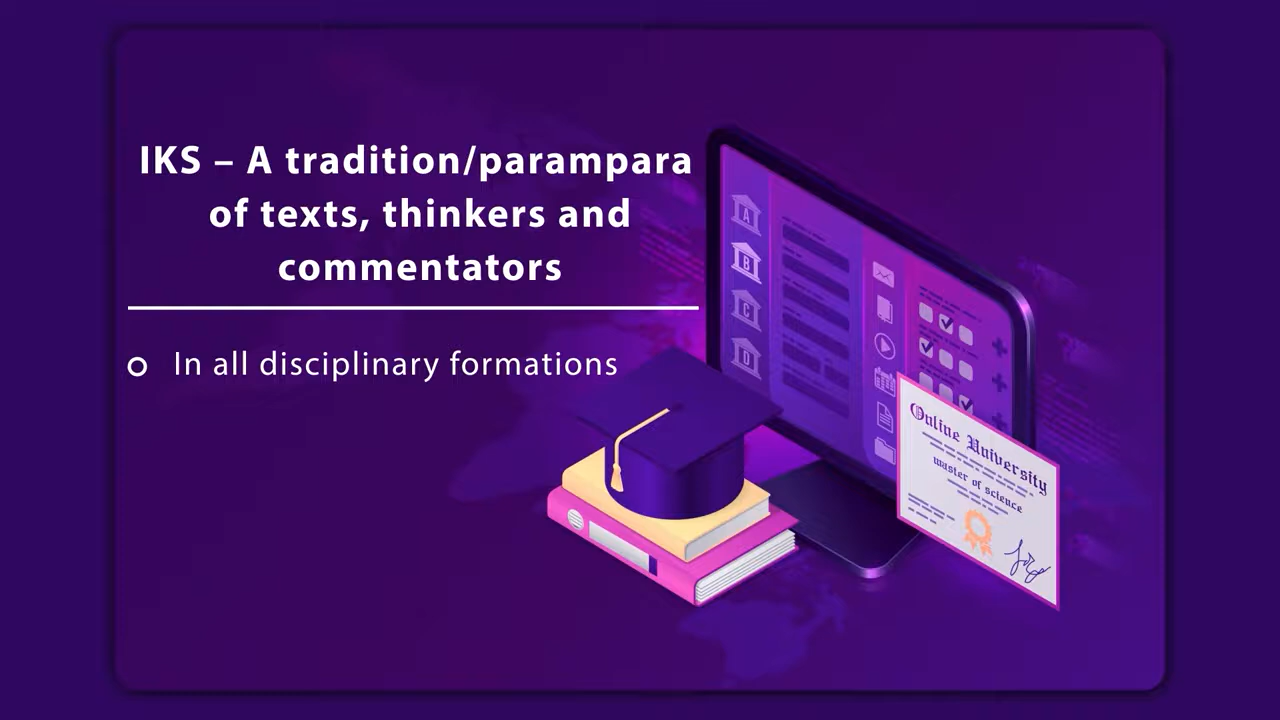 IKS – A tradition/parampara
of texts, thinkers and
commentators
In all disciplinary formations
A
B
C
D
Online University
master of science